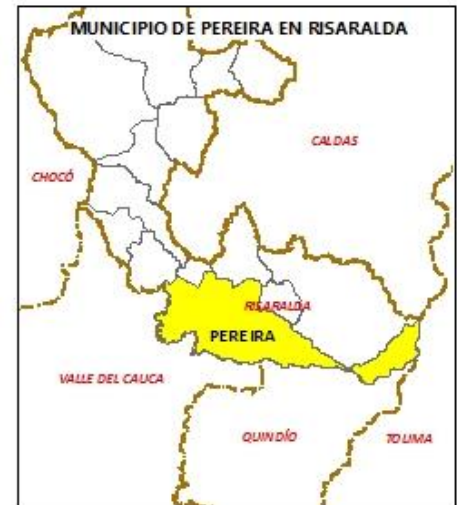 MUNICIPIO DE PEREIRA EN RISARALDA
CALDAS
CHOCÓ
RISARALDA
PEREIRA
VALLE DEL CAUCA
QUINDÍO
TOLIMA